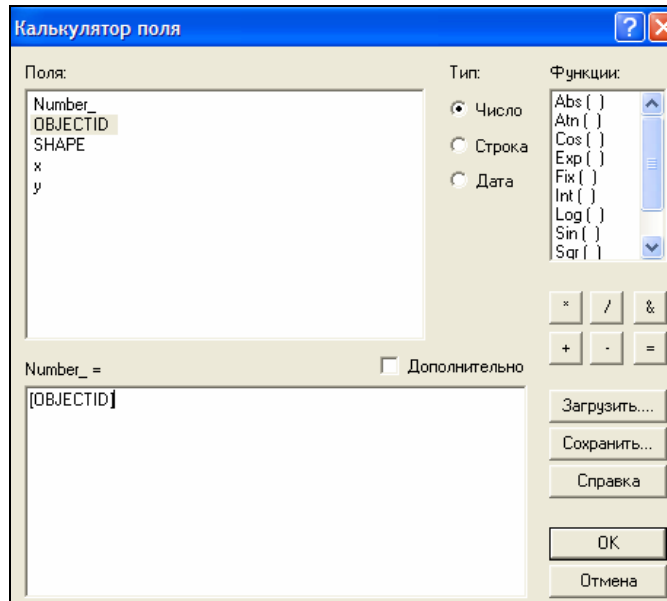 Калькулятор поля
Поля:
Number_
OBJECTID
SHAPE
x
y
Тип:
Число
Строка
Дата
Функции:
Abs ( )
Atn ( )
Cos ( )
Exp ( )
Fix ( )
Int ( )
Log ( )
Sin ( )
Sqr ( )
* / &
+ - =
Number_ =
Дополнительно
[OBJECTID]
Загрузить....
Сохранить...
Справка
OK
Отмена